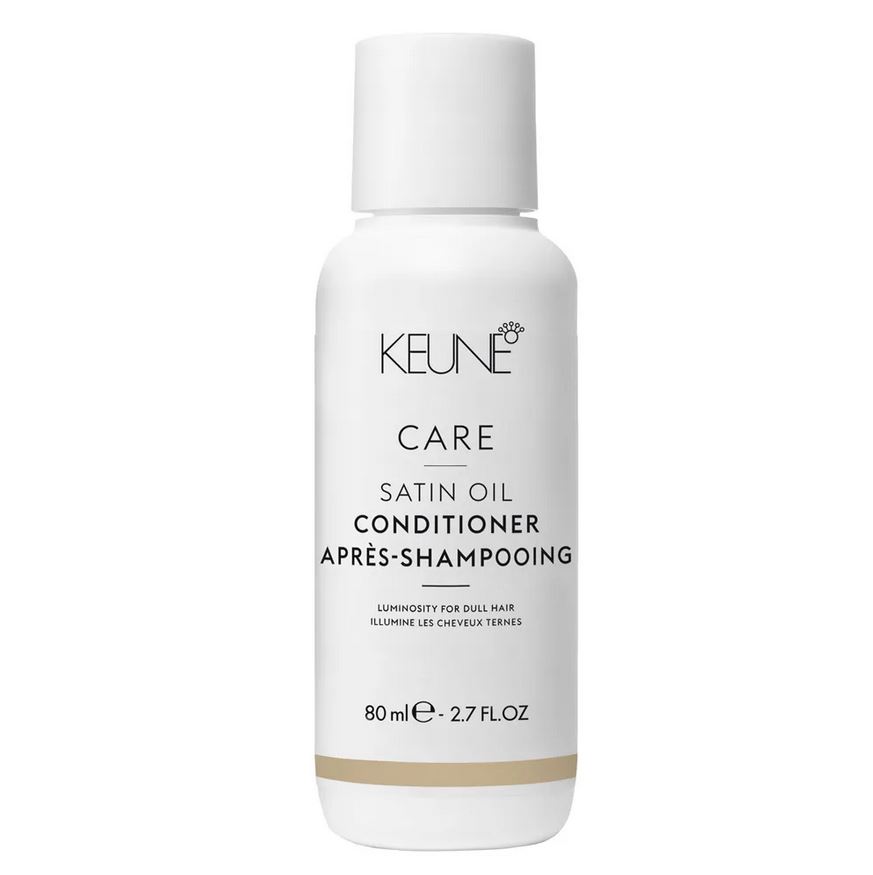 KEUNE
CARE
SATIN OIL
CONDITIONER
APRÈS-SHAMPOOING
LUMINOSITY FOR DULL HAIR
ILLUMINE LES CHEVEUX TERNES
80 ml ℮ - 2.7 FL.OZ